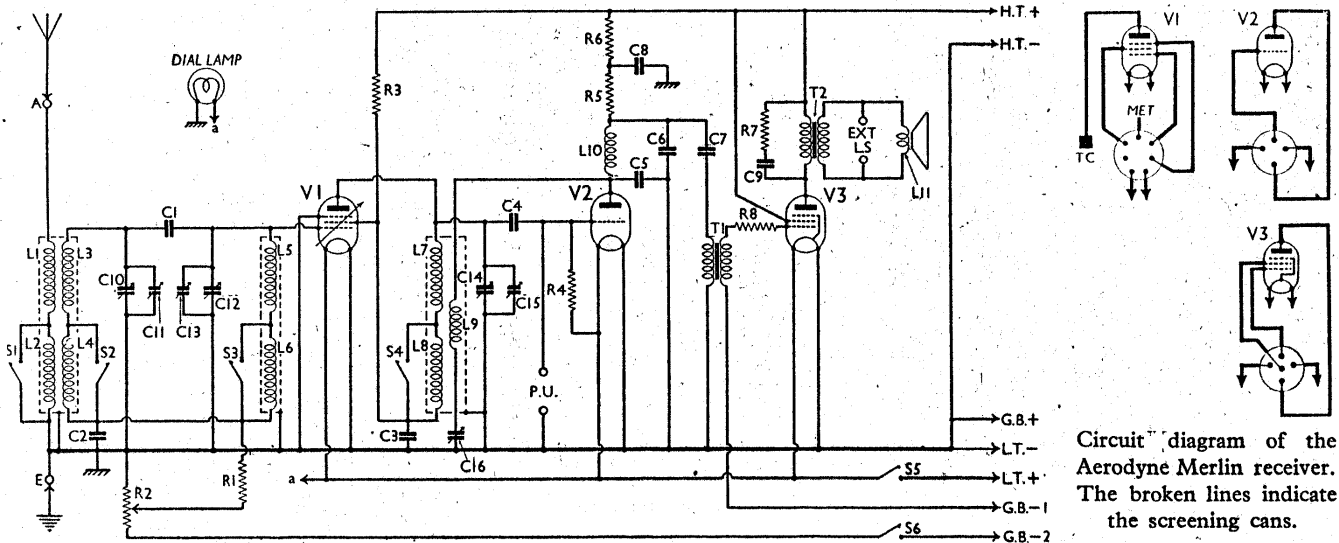 DIAL LAMP
a
A
E
L1
L3
L2
L4
S1
S2
C10
C11
C1
C13
C12
C2
R2
R1
S3
L5
L6
V1
R3
a
L7
L8
L9
S4
C3
C16
C14
C15
C4
P.U.
R4
R6
C8
R5
L10
C5
C6
C7
V2
T1
R8
R7
C9
T2
EXT
LS
L11
V3
H.T.+
H.T.-
G.B.+
L.T.-
S5
L.T.+
G.B.-1
S6
G.B.-2
V1
MET
TC
V2
V3
Circuit diagram of the
Aerodyne Merlin receiver.
The broken lines indicate
the screening cans.